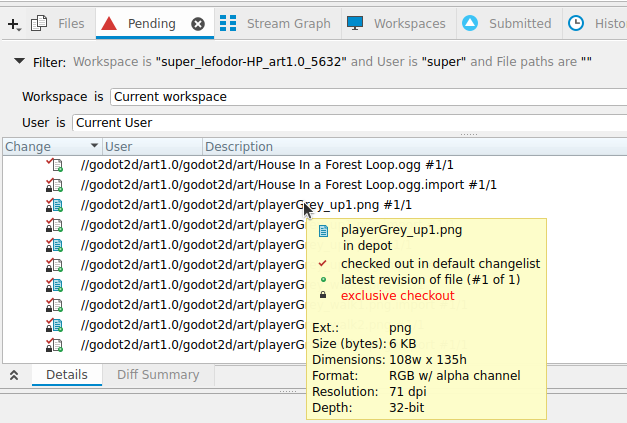 Files Pending Stream Graph Workspaces Submitted Histo
Filter: Workspace is "super_lefodor-HP_art1.0_5632" and User is "super" and File paths are ""
Workspace is Current workspace
User is Current User
Change User Description
//godot2d/art1.0/godot2d/art/House In a Forest Loop.ogg #1/1
//godot2d/art1.0/godot2d/art/House In a Forest Loop.ogg.import #1/1
//godot2d/art1.0/godot2d/art/playerGrey_up1.png #1/1
//godot2d/art1.0/godot2d/art/playerG
//godot2d/art1.0/godot2d/art/playerG
//godot2d/art1.0/godot2d/art/playerG
//godot2d/art1.0/godot2d/art/playerG
//godot2d/art1.0/godot2d/art/playerG
//godot2d/art1.0/godot2d/art/playerG
//godot2d/art1.0/godot2d/art/playerG
playerGrey_up1.png
in depot
checked out in default changelist
latest revision of file (#1 of 1)
exclusive checkout
Ext.: png
Size (bytes): 6 KB
Dimensions: 108w x 135h
Format: RGB w/ alpha channel
Resolution: 71 dpi
Depth: 32-bit
Details Diff Summary